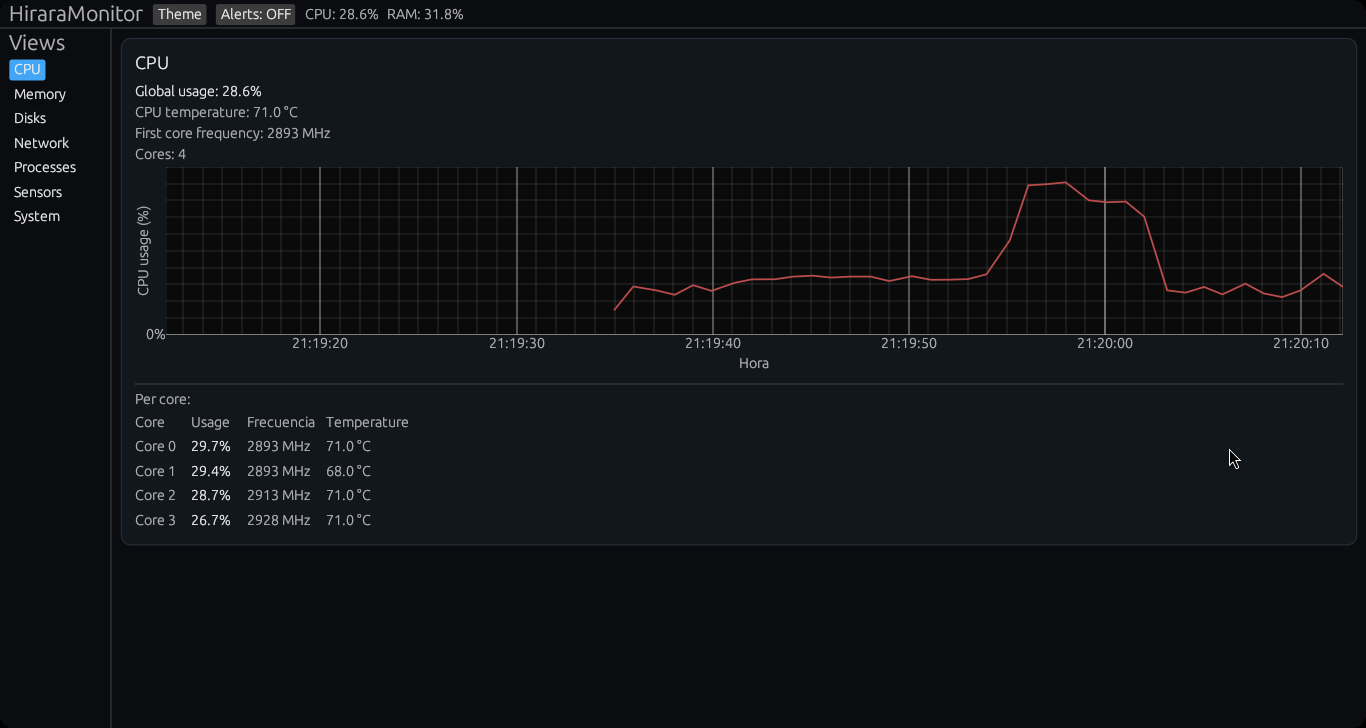 HiraraMonitor Theme Alerts: OFF CPU: 28.6% RAM: 31.8%
Views
CPU
Memory
Disks
Network
Processes
Sensors
System
CPU
Global usage: 28.6%
CPU temperature: 71.0 °C
First core frequency: 2893 MHz
Cores: 4
CPU usage (%)
0%
21:19:20 21:19:30 21:19:40 21:19:50 21:20:00 21:20:10
Hora
Per core:
Core Usage Frecuencia Temperature
Core 0 29.7% 2893 MHz 71.0 °C
Core 1 29.4% 2893 MHz 68.0 °C
Core 2 28.7% 2913 MHz 71.0 °C
Core 3 26.7% 2928 MHz 71.0 °C